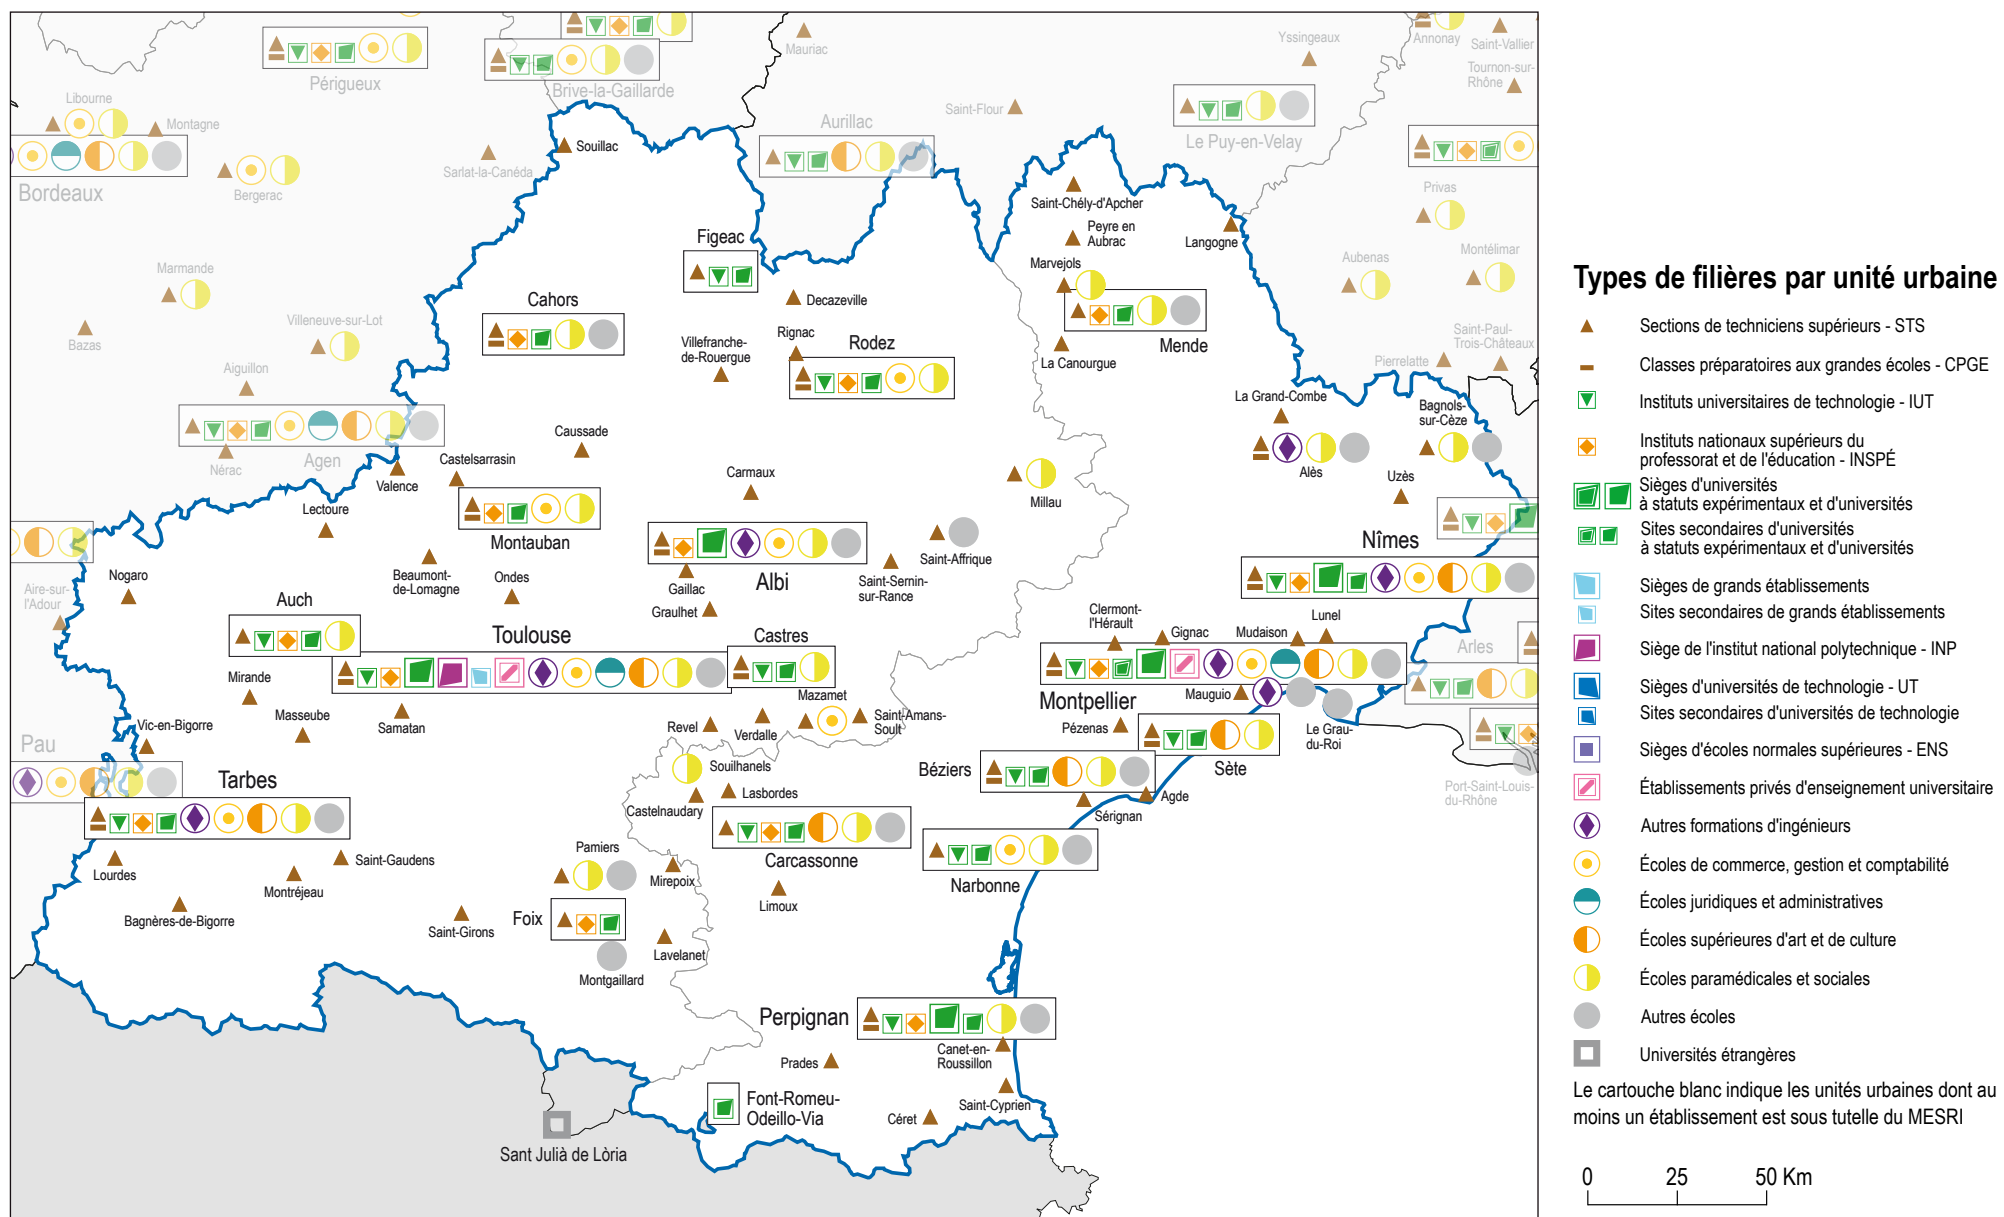 Périgueux
Brive-la-Gaillarde
Mauriac
Yssingeaux
Annonay
Saint-Vallier
Tournon-sur-
Rhône
Libourne
Montagne
Bordeaux
Bergerac
Sarlat-la-Canéda
Souillac
Aurillac
Saint-Flour
Le Puy-en-Velay
Privas
Saint-Chély-d'Apcher
Peyre en
Aubrac
Langogne
Montélimar
Aubenas
Marvejols
Mende
La Canourgue
Figeac
Decazeville
Cahors
Villefranche-
de-Rouergue
Rignac
Rodez
Marmande
Villeneuve-sur-Lot
Bazas
Aiguillon
Saint-Paul-
Trois-Châteaux
Pierrelatte
La Grand-Combe
Bagnols-
sur-Cèze
Alès
Uzès
Nérac
Agen
Valence
Castelsarrasin
Caussade
Carmaux
Millau
Lectoure
Montauban
Albi
Saint-Affrique
Nîmes
Nogaro
Aire-sur-
l'Adour
Beaumont-
de-Lomagne
Ondes
Gaillac
Graulhet
Saint-Sernin-
sur-Rance
Auch
Toulouse
Castres
Clermont-
l'Hérault
Gignac
Mudaison
Lunel
Arles
Mirande
Masseube
Samatan
Mazamet
Revel
Verdalle
Saint-Amans-
Soult
Montpellier
Mauguio
Pézenas
Le Grau-
du-Roi
Vic-en-Bigorre
Pau
Tarbes
Souilhanels
Lasbordes
Castelnaudary
Béziers
Sète
Agde
Sérignan
Port-Saint-Louis-
du-Rhône
Carcassonne
Narbonne
Lourdes
Saint-Gaudens
Montréjeau
Bagnères-de-Bigorre
Pamiers
Mirepoix
Limoux
Foix
Saint-Girons
Lavelanet
Montgaillard
Perpignan
Canet-en-
Roussillon
Prades
Font-Romeu-
Odeillo-Via
Céret
Saint-Cyprien
Sant Julià de Lòria
Types de filières par unité urbaine
Sections de techniciens supérieurs - STS
Classes préparatoires aux grandes écoles - CPGE
Instituts universitaires de technologie - IUT
Instituts nationaux supérieurs du
professorat et de l'éducation - INSPÉ
Sièges d'universités
à statuts expérimentaux et d'universités
Sites secondaires d'universités
à statuts expérimentaux et d'universités
Sièges de grands établissements
Sites secondaires de grands établissements
Siège de l'institut national polytechnique - INP
Sièges d'universités de technologie - UT
Sites secondaires d'universités de technologie
Sièges d'écoles normales supérieures - ENS
Établissements privés d'enseignement universitaire
Autres formations d'ingénieurs
Écoles de commerce, gestion et comptabilité
Écoles juridiques et administratives
Écoles supérieures d'art et de culture
Écoles paramédicales et sociales
Autres écoles
Universités étrangères
Le cartouche blanc indique les unités urbaines dont au
moins un établissement est sous tutelle du MESRI
0 25 50 Km